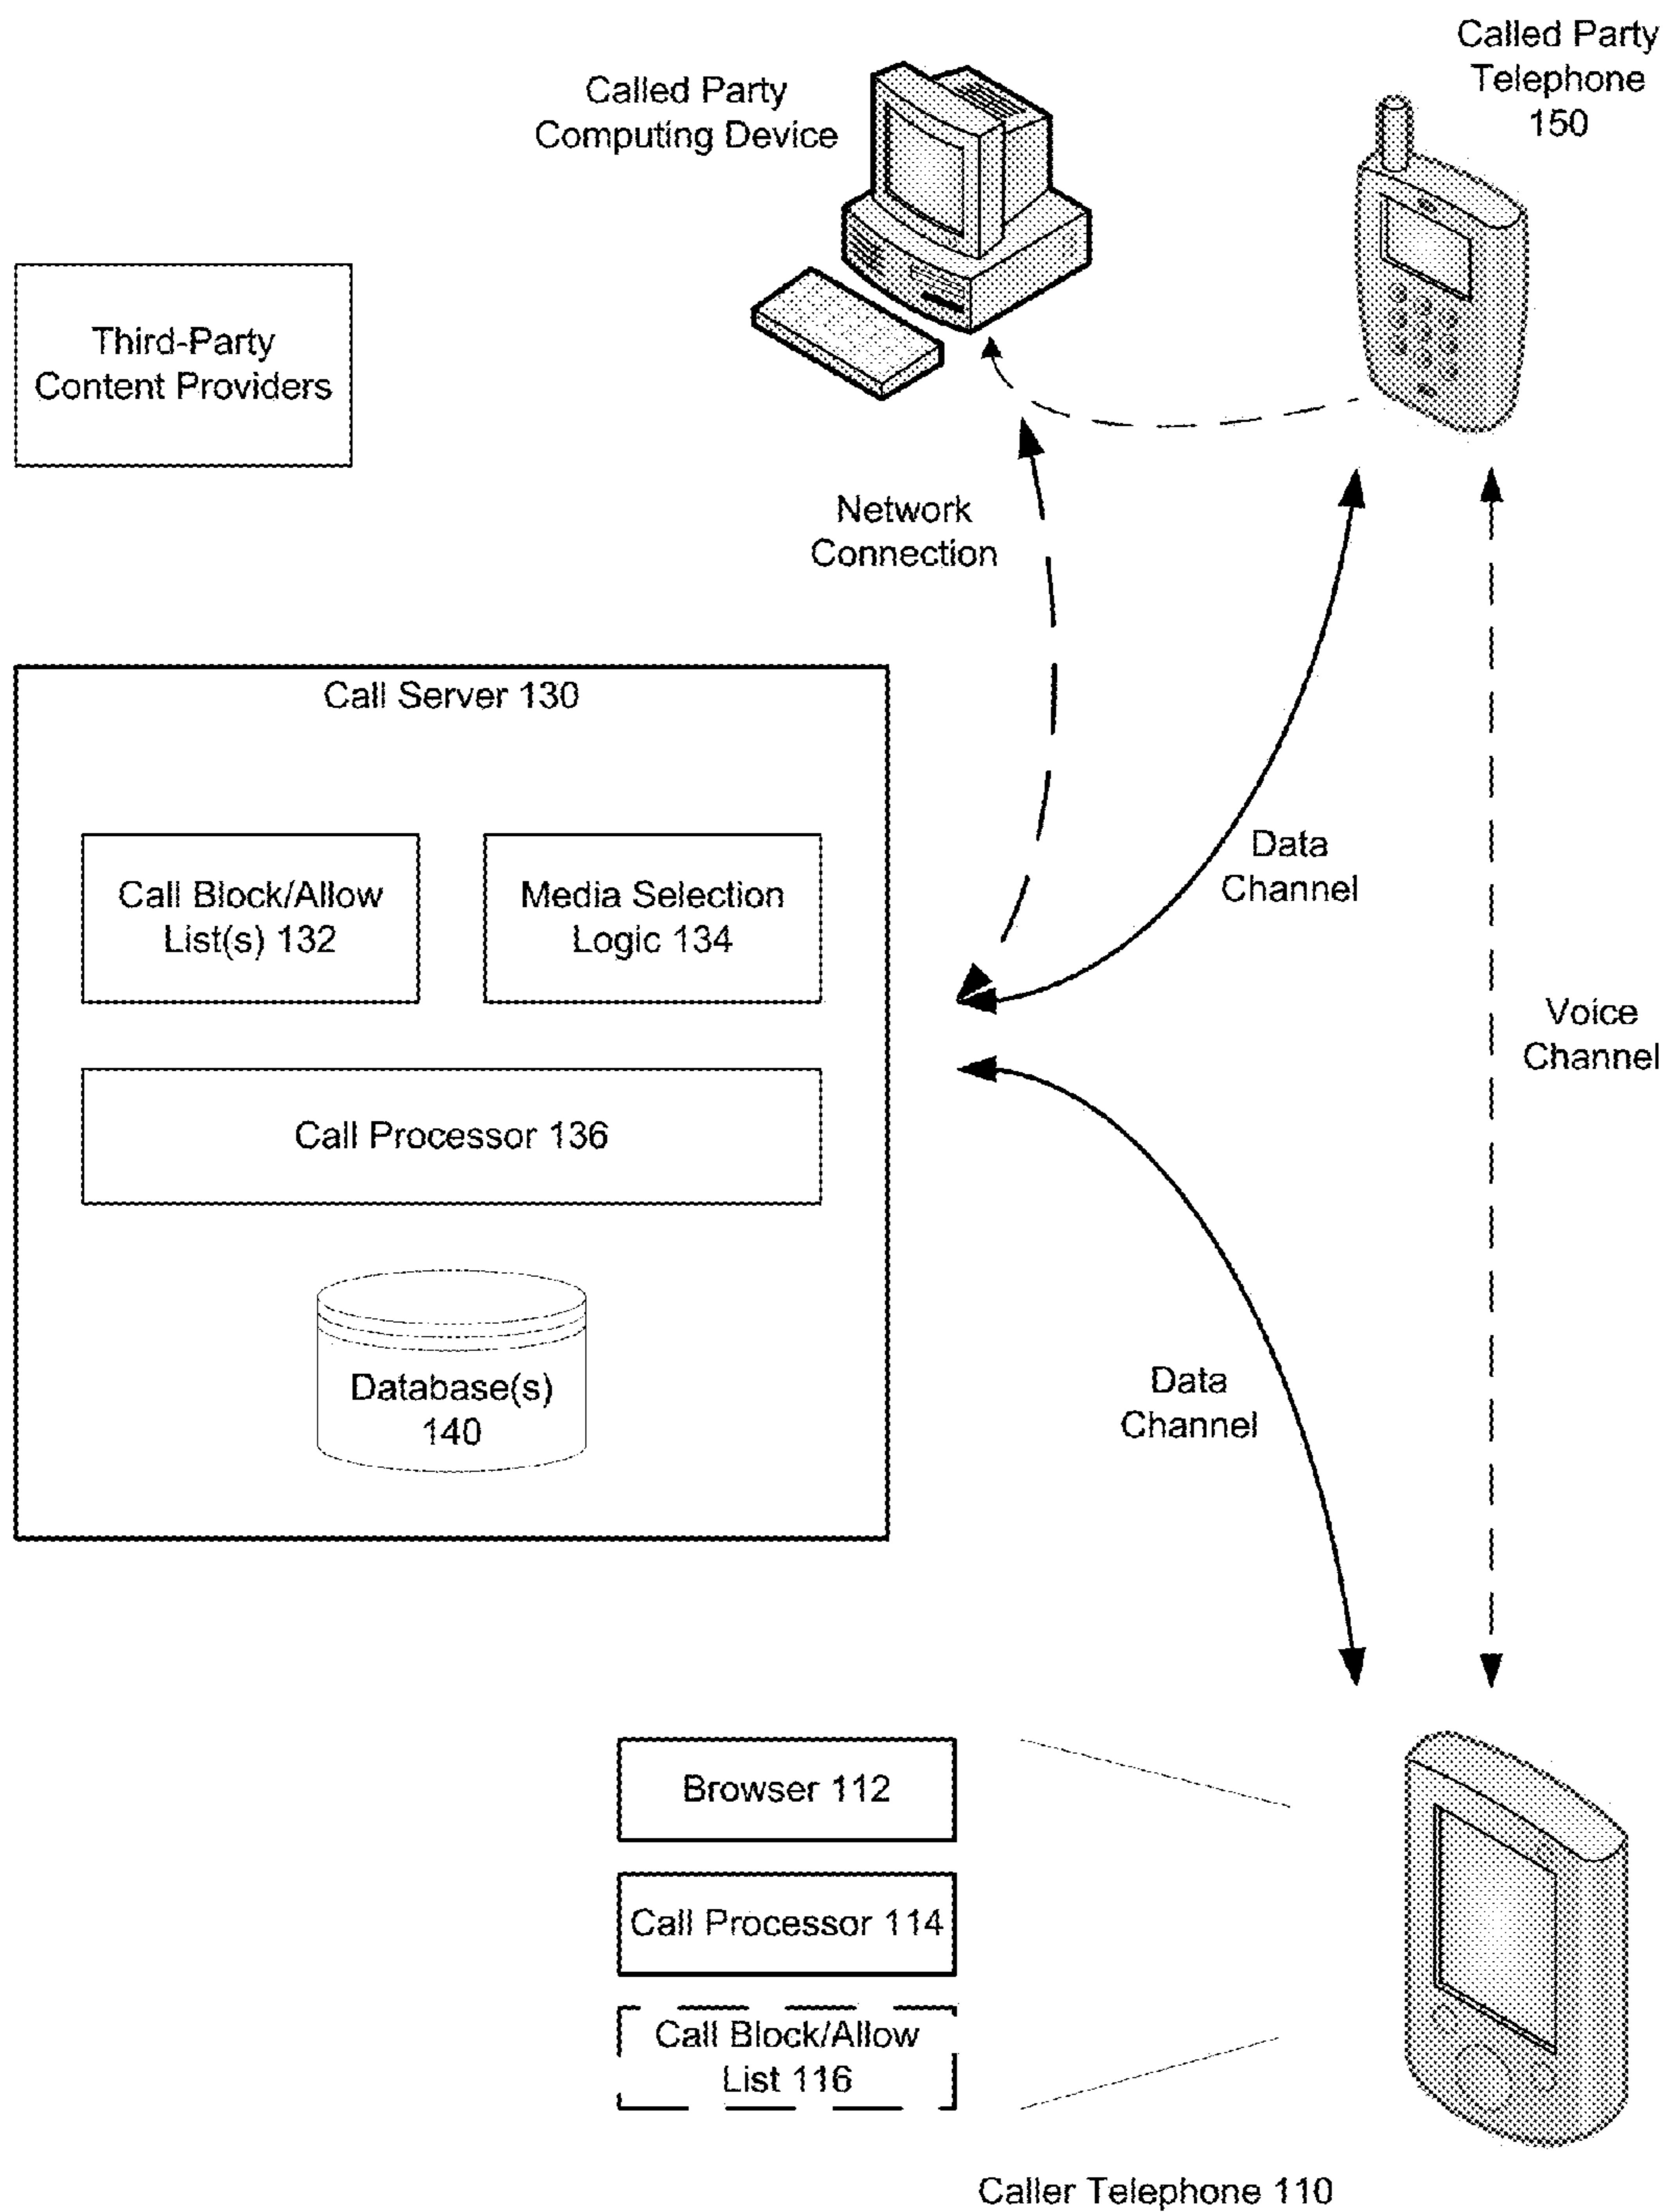 Called Party
Telephone
150
Called Party
Computing Device
Third-Party
Content Providers
Network
Connection
Call Server 130
Call Block/Allow
List(s) 132
Media Selection
Logic 134
Data
Channel
Voice
Channel
Call Processor 136
Database(s)
140
Data
Channel
Browser 112
Call Processor 114
Call Block/Allow
List 116
Caller Telephone 110